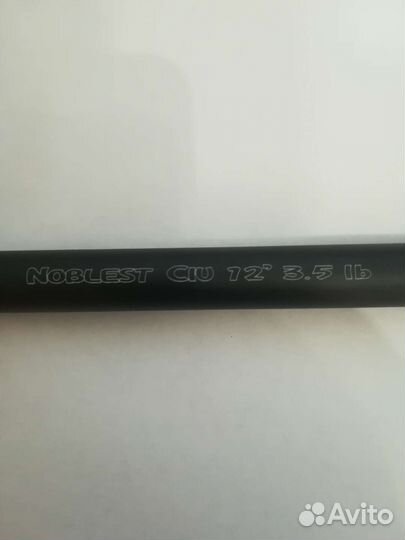 NOBLEST CIU 12" 3.5 lb
Avito